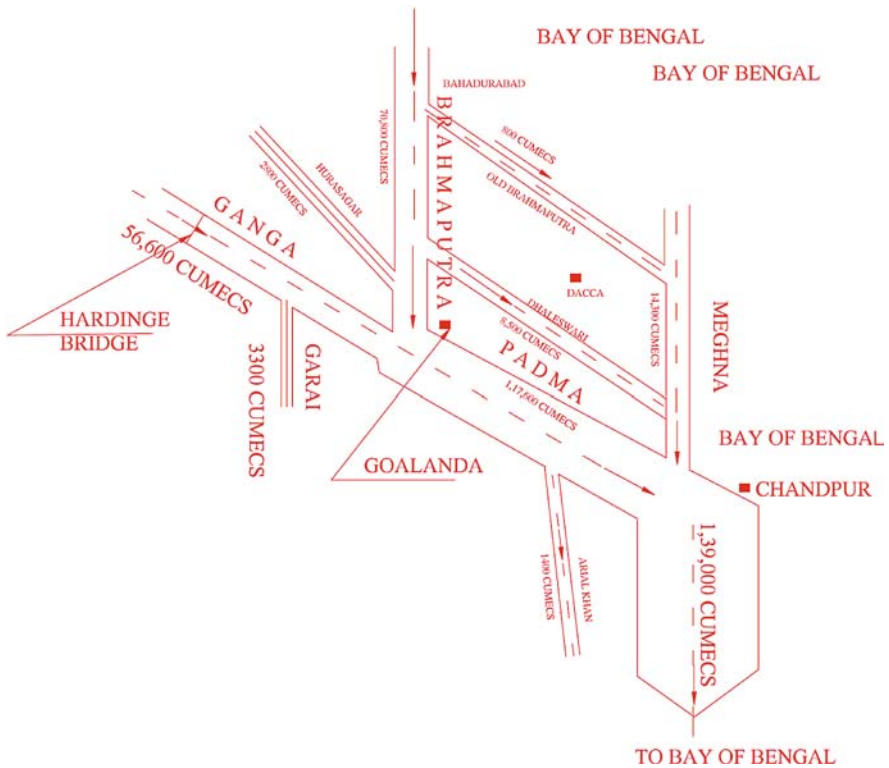 BAY OF BENGAL
BAY OF BENGAL
BAHADURABAD
BRAHMAPUTRA
70,800 CUMECS
800 CUMECS
OLD BRAHMAPUTRA
HURASAGAR
2800 CUMECS
GANGA
56,600 CUMECS
HARDINGE
BRIDGE
DACCA
DHALESWARI
8,500 CUMECS
14,300 CUMECS
MEGHNA
PADMA
1,17,600 CUMECS
GARAI
3300 CUMECS
GOALANDA
BAY OF BENGAL
CHANDPUR
1400 CUMECS
ARIAL KHAN
1,39,000 CUMECS
TO BAY OF BENGAL